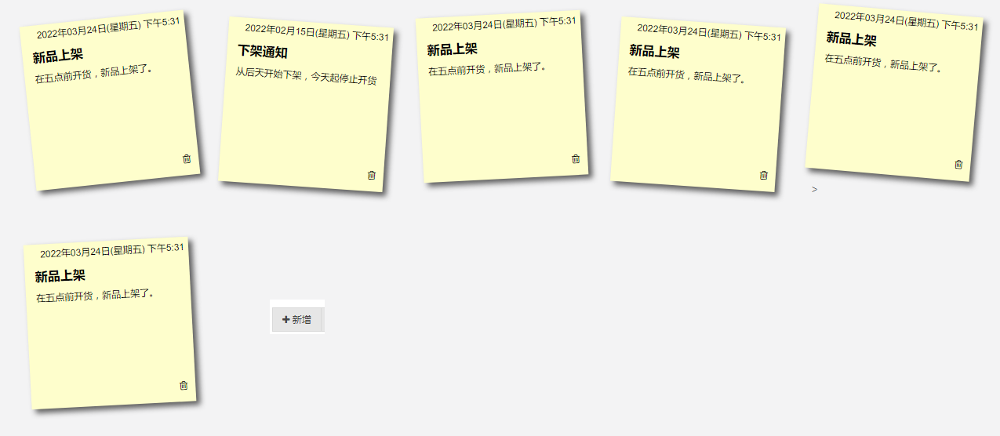 2022年03月24日(星期五) 下午5:31
新品上架
在五点前开货，新品上架了。
2022年02月15日(星期五) 下午5:31
下架通知
从后天开始下架，今天起停止开货
2022年03月24日(星期五) 下午5:31
新品上架
在五点前开货，新品上架了。
2022年03月24日(星期五) 下午5:31
新品上架
在五点前开货，新品上架了。
2022年03月24日(星期五) 下午5:31
新品上架
在五点前开货，新品上架了。
>
2022年03月24日(星期五) 下午5:31
新品上架
在五点前开货，新品上架了。
新增